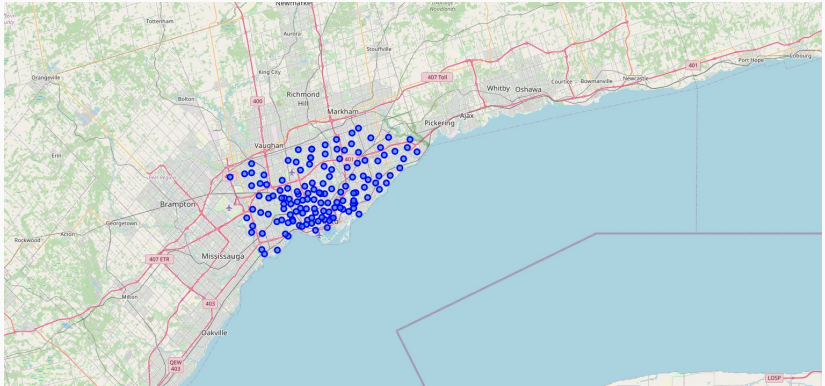 Newmarket
Tottenham
Aurora
Stouffville
Orangeville
King City
407 Toll
401
Port Hope
Cobourg
Bolton
400
Richmond
Hill
Whitby
Oshawa
Courtice
Bowmanville
Newcastle
Markham
Pickering
Ajax
Vaughan
Erin
401
Brampton
Georgetown
Acton
Rockwood
Mississauga
407 ETR
Milton
403
Oakville
QEW
403
LOSP